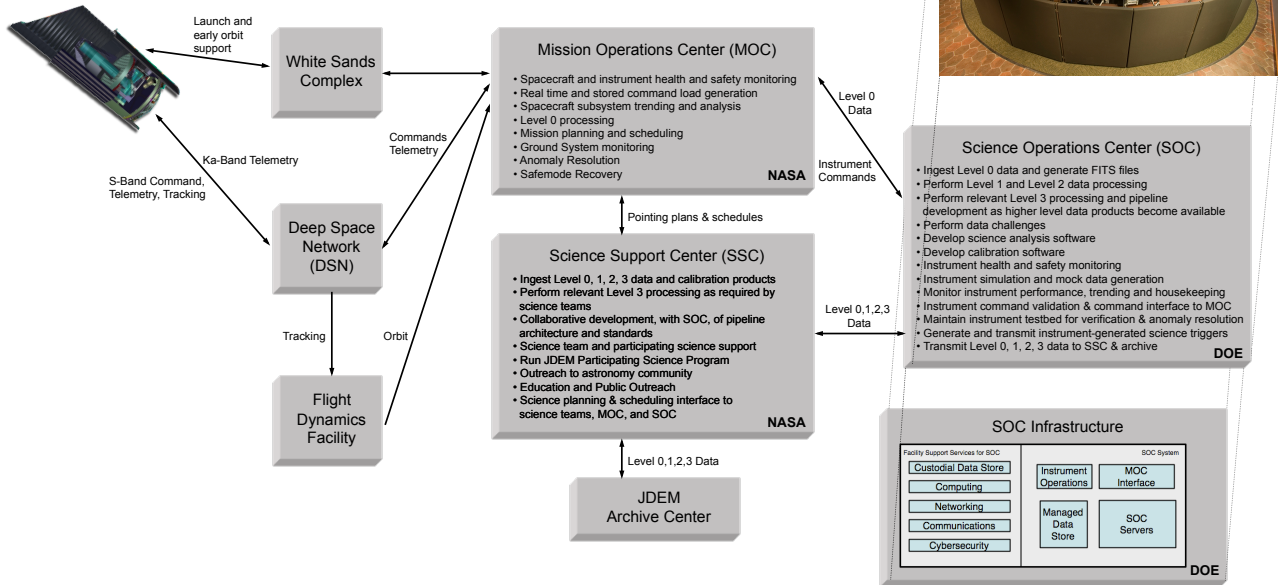 Launch and
early orbit
support
White Sands
Complex
Ka-Band Telemetry
S-Band Command,
Telemetry, Tracking
Deep Space
Network
(DSN)
Commands
Telemetry
Tracking
Orbit
Flight
Dynamics
Facility
Mission Operations Center (MOC)
• Spacecraft and instrument health and safety monitoring
• Real time and stored command load generation
• Spacecraft subsystem trending and analysis
• Level 0 processing
• Mission planning and scheduling
• Ground System monitoring
• Anomaly Resolution
• Safemode Recovery
NASA
Pointing plans & schedules
Science Support Center (SSC)
• Ingest Level 0, 1, 2, 3 data and calibration products
• Perform relevant Level 3 processing as required by
science teams
• Collaborative development, with SOC, of pipeline
architecture and standards
• Science team and participating science support
• Run JDEM Participating Science Program
• Outreach to astronomy community
• Education and Public Outreach
• Science planning & scheduling interface to
science teams, MOC, and SOC
NASA
Level 0,1,2,3 Data
JDEM
Archive Center
Level 0
Data
Instrument
Commands
Level 0,1,2,3
Data
Science Operations Center (SOC)
• Ingest Level 0 data and generate FITS files
• Perform Level 1 and Level 2 data processing
• Perform relevant Level 3 processing and pipeline
development as higher level data products become available
• Perform data challenges
• Develop science analysis software
• Develop calibration software
• Instrument health and safety monitoring
• Instrument simulation and mock data generation
• Monitor instrument performance, trending and housekeeping
• Instrument command validation & command interface to MOC
• Maintain instrument testbed for verification & anomaly resolution
• Generate and transmit instrument-generated science triggers
• Transmit Level 0, 1, 2, 3 data to SSC & archive
DOE
SOC Infrastructure
Facility Support Services for SOC
Custodial Data Store
Computing
Networking
Communications
Cybersecurity
SOC System
Instrument
Operations
MOC
Interface
Managed
Data
Store
SOC
Servers
DOE